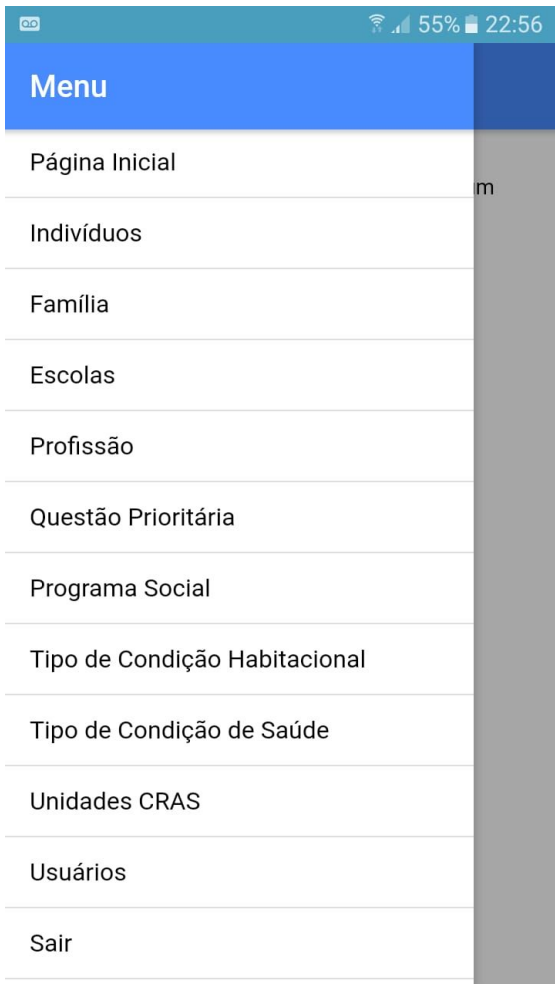 55% 22:56
Menu
Página Inicial
um
Indivíduos
Família
Escolas
Profissão
Questão Prioritária
Programa Social
Tipo de Condição Habitacional
Tipo de Condição de Saúde
Unidades CRAS
Usuários
Sair